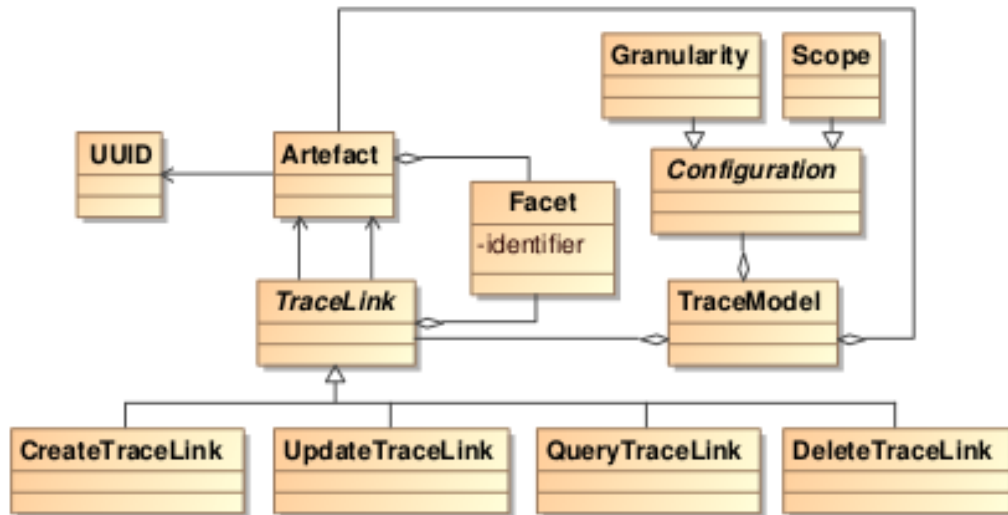 Granularity
Scope
UUID
Artefact
Configuration
Facet
-identifier
TraceLink
TraceModel
CreateTraceLink
UpdateTraceLink
QueryTraceLink
DeleteTraceLink